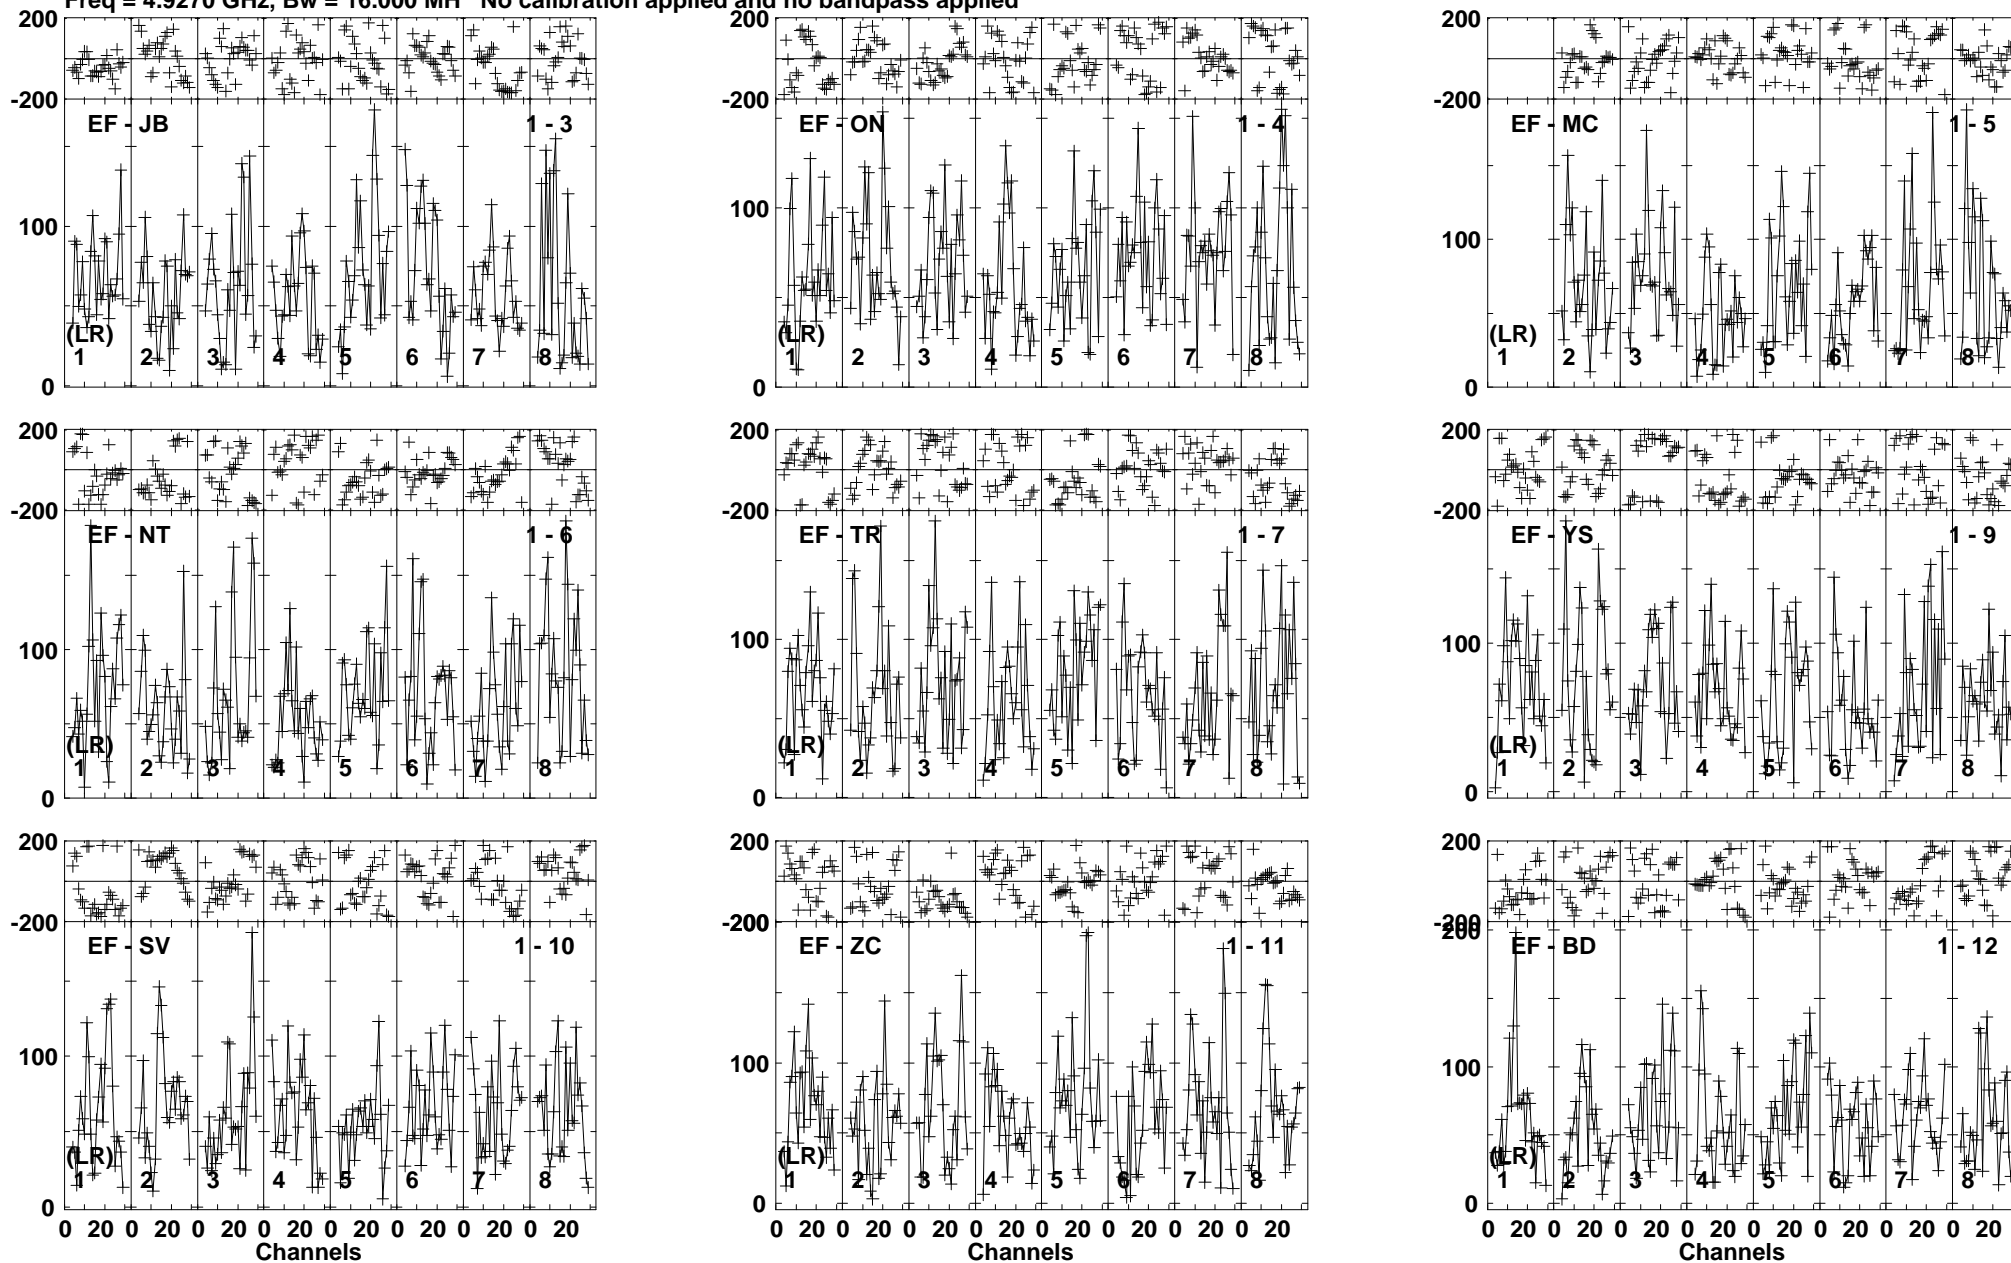 Freq = 4.9270 GHz, Bw = 16.000 MH No calibration applied and no bandpass applied
200 200 200
-200 -200 -200
EF - JB 1 - 3 EF - ON 1 - 4 EF - MC 1 - 5
100 100 100
(LR) (LR) (LR)
1 2 3 4 5 6 7 8 1 2 3 4 5 6 7 8 1 2 3 4 5 6 7 8
0 0 0
200 200 200
-200 -200 -200
EF - NT 1 - 6 EF - TR 1 - 7 EF - YS 1 - 9
100 100 100
(LR) (LR) (LR)
1 2 3 4 5 6 7 8 1 2 3 4 5 6 7 8 1 2 3 4 5 6 7 8
0 0 0
200 200 200
-200 -200 -200
200
EF - SV 1 - 10 EF - ZC 1 - 11 EF - BD 1 - 12
100 100 100
(LR) (LR) (LR)
1 2 3 4 5 6 7 8 1 2 3 4 5 6 7 8 1 2 3 4 5 6 7 8
0 0 0
0 20 0 20 0 20 0 20 0 20 0 20 0 20 0 20 0 20 0 20 0 20 0 20 0 20 0 20 0 20 0 20 0 20 0 20 0 20 0 20 0 20 0 20 0 20 0 20
Channels Channels Channels